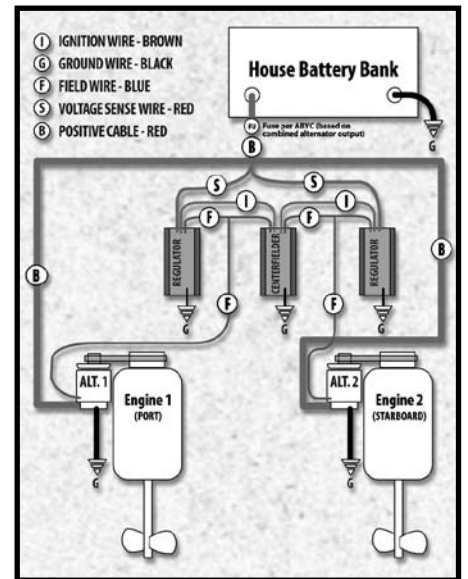 I IGNITION WIRE - BROWN
G GROUND WIRE - BLACK
F FIELD WIRE - BLUE
S VOLTAGE SENSE WIRE - RED
B POSITIVE CABLE - RED
House Battery Bank
FU Fuse per ABYC (based on
combined alternator output)
G
B
S
S
I
I
F
F
REGULATOR
CENTERFIELDER
REGULATOR
B
B
G
G
G
F
F
ALT. 1
Engine 1
(PORT)
ALT. 2
Engine 2
(STARBOARD)
G
G